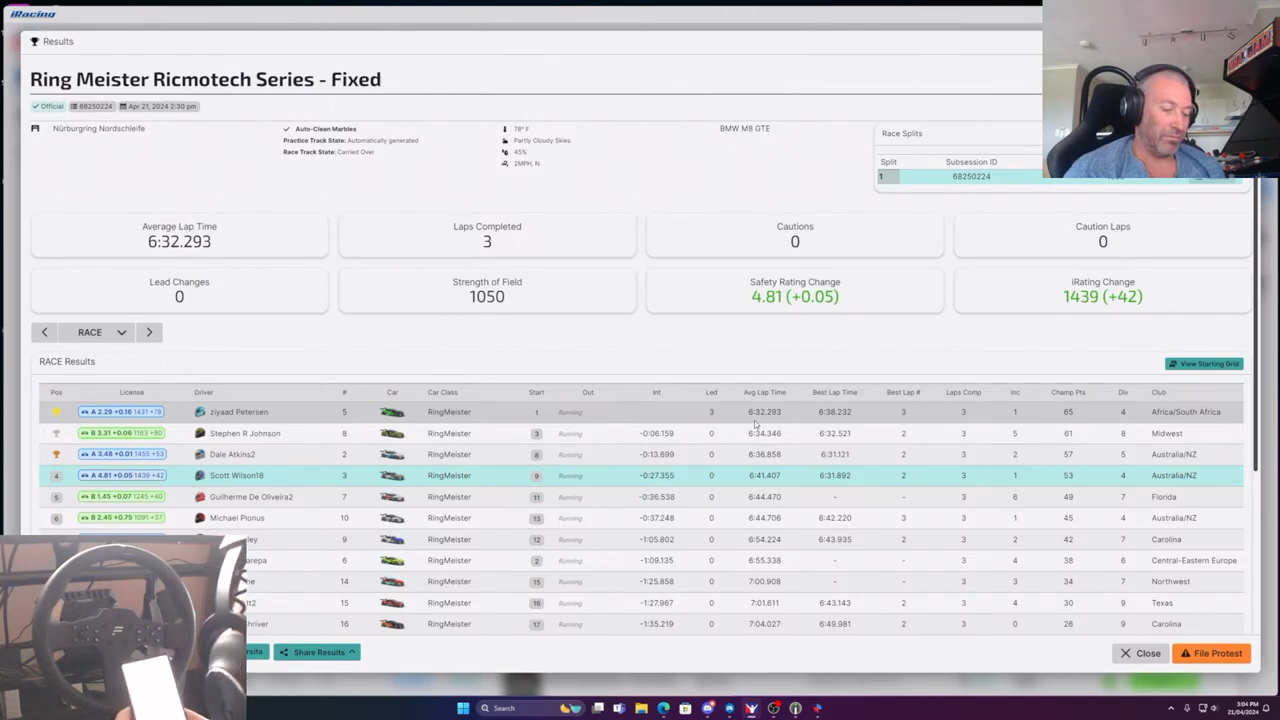 iRacing
Results
Ring Meister Ricmotech Series - Fixed
Official 68250224 Apr 21, 2024 2:30 pm
Nürburgring Nordschleife
Auto-Clean Marbles
Practice Track State: Automatically generated
Race Track State: Carried Over
78° F
Partly Cloudy Skies
45%
2MPH, N
BMW M8 GTE
Race Splits
Split Subsession ID
1 68250224
Average Lap Time
6:32.293
Laps Completed
3
Cautions
0
Caution Laps
0
Lead Changes
0
Strength of Field
1050
Safety Rating Change
4.81 (+0.05)
iRating Change
1439 (+42)
RACE
RACE Results
View Starting Grid
Pos License Driver # Car Car Class Start Out Int Led Avg Lap Time Best Lap Time Best Lap # Laps Comp Inc Champ Pts Div Club
A 2.29 +0.16 1431 +78 ziyaad Petersen 5 RingMeister 1 Running 3 6:32.293 6:38.232 3 3 1 65 4 Africa/South Africa
B 3.31 +0.06 1163 +80 Stephen R Johnson 8 RingMeister 3 Running -0:06.159 0 6:34.346 6:32.521 2 3 5 61 8 Midwest
A 3.48 +0.01 1455 +53 Dale Atkins2 2 RingMeister 8 Running -0:13.699 0 6:36.858 6:31.121 2 3 2 57 5 Australia/NZ
4 A 4.81 +0.05 1439 +42 Scott Wilson18 3 RingMeister 9 Running -0:27.355 0 6:41.407 6:31.892 2 3 1 53 4 Australia/NZ
5 B 1.45 +0.07 1245 +40 Guilherme De Oliveira2 7 RingMeister 11 Running -0:36.538 0 6:44.470 - - 3 6 49 7 Florida
6 B 2.45 +0.75 1091 +37 Michael Plonus 10 RingMeister 13 Running -0:37.248 0 6:44.706 6:42.220 3 3 1 45 4 Australia/NZ
ley 9 RingMeister 12 Running -1:05.802 0 6:54.224 6:43.935 2 3 2 42 7 Carolina
arepa 6 RingMeister 2 Running -1:09.135 0 6:55.338 - - 3 4 38 6 Central-Eastern Europe
ne 14 RingMeister 15 Running -1:25.858 0 7:00.908 3 3 34 7 Northwest
tt2 15 RingMeister 16 Running -1:27.967 0 7:01.611 6:43.143 2 3 4 30 9 Texas
hriver 16 RingMeister 17 Running -1:35.219 0 7:04.027 6:49.981 2 3 0 26 9 Carolina
site
Share Results
Close
File Protest
Search
3:04 PM
21/04/2024